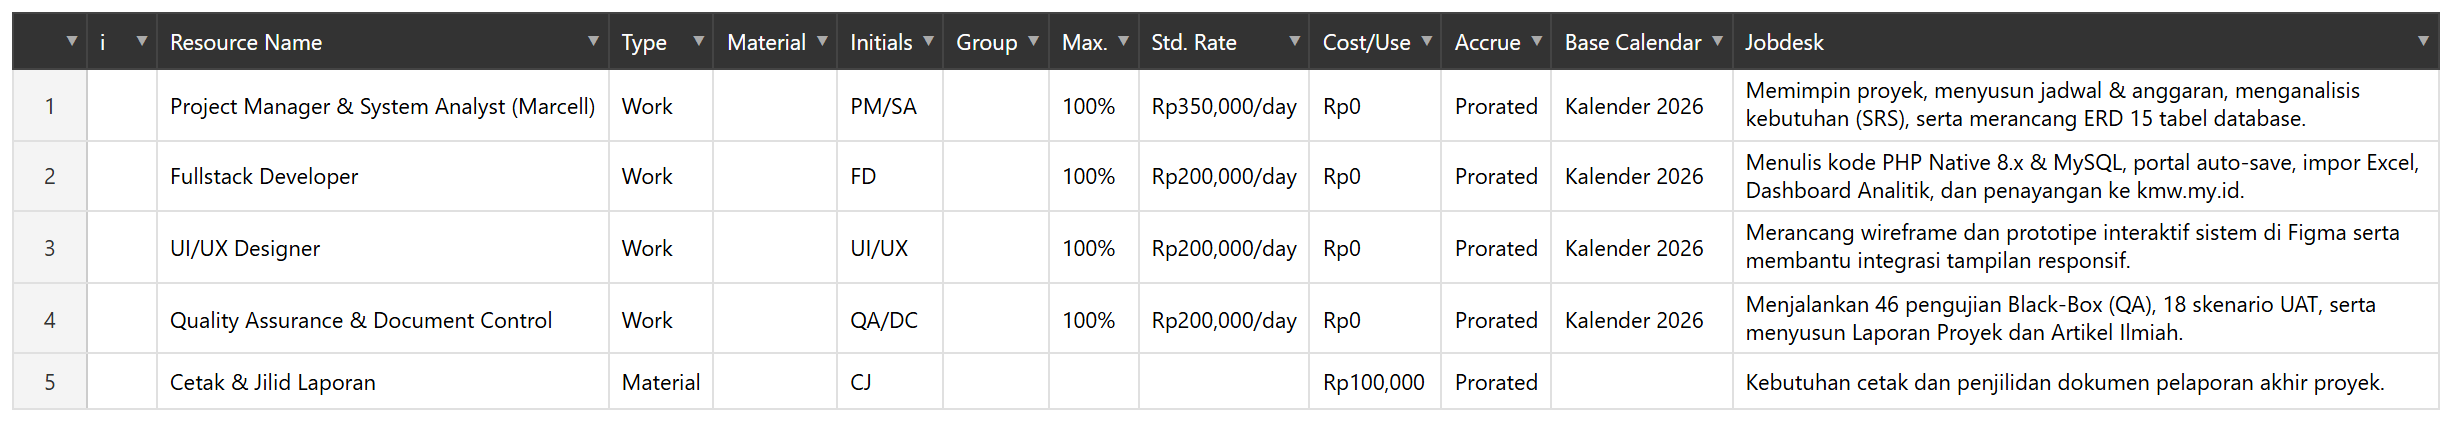 i Resource Name Type Material Initials Group Max. Std. Rate Cost/Use Accrue Base Calendar Jobdesk
1 Project Manager & System Analyst (Marcell) Work PM/SA 100% Rp350,000/day Rp0 Prorated Kalender 2026 Memimpin proyek, menyusun jadwal & anggaran, menganalisis
kebutuhan (SRS), serta merancang ERD 15 tabel database.
2 Fullstack Developer Work FD 100% Rp200,000/day Rp0 Prorated Kalender 2026 Menulis kode PHP Native 8.x & MySQL, portal auto-save, impor Excel,
Dashboard Analitik, dan penayangan ke kmw.my.id.
3 UI/UX Designer Work UI/UX 100% Rp200,000/day Rp0 Prorated Kalender 2026 Merancang wireframe dan prototipe interaktif sistem di Figma serta
membantu integrasi tampilan responsif.
4 Quality Assurance & Document Control Work QA/DC 100% Rp200,000/day Rp0 Prorated Kalender 2026 Menjalankan 46 pengujian Black-Box (QA), 18 skenario UAT, serta
menyusun Laporan Proyek dan Artikel Ilmiah.
5 Cetak & Jilid Laporan Material CJ Rp100,000 Prorated Kebutuhan cetak dan penjilidan dokumen pelaporan akhir proyek.